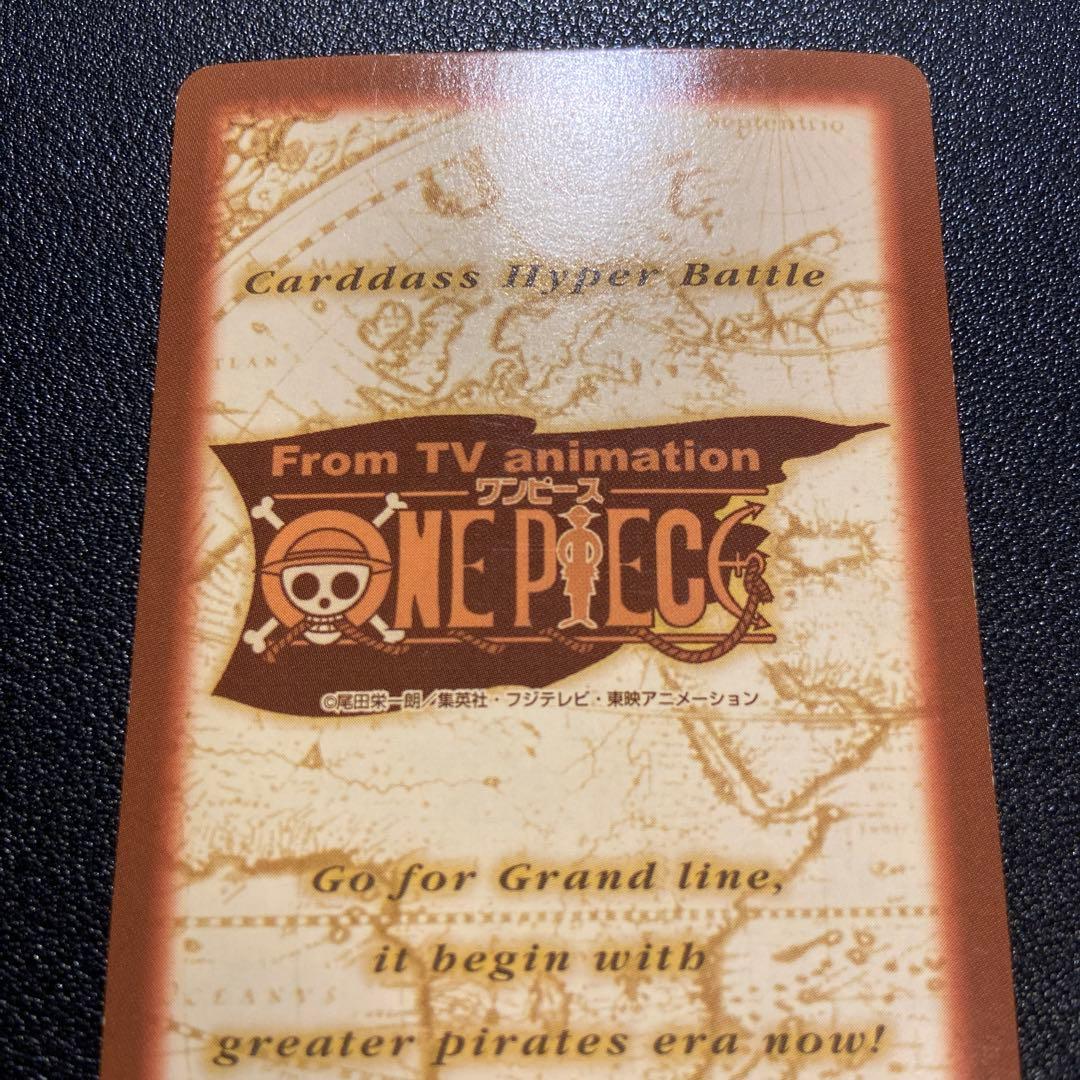 Septentrio
Carddass Hyper Battle
TLAN
From TV animation
ワンピース
ONE PIECE
©尾田栄一朗／集英社・フジテレビ・東映アニメーション
Go for Grand line,
it begin with
greater pirates era now!